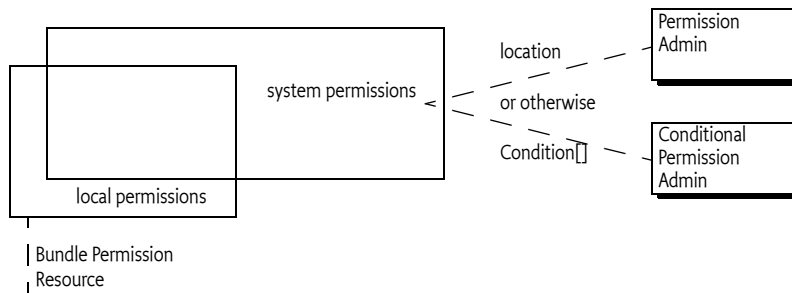 Permission
Admin
location
system permissions
or otherwise
Conditional
Permission
Admin
Condition[]
local permissions
Bundle Permission
Resource